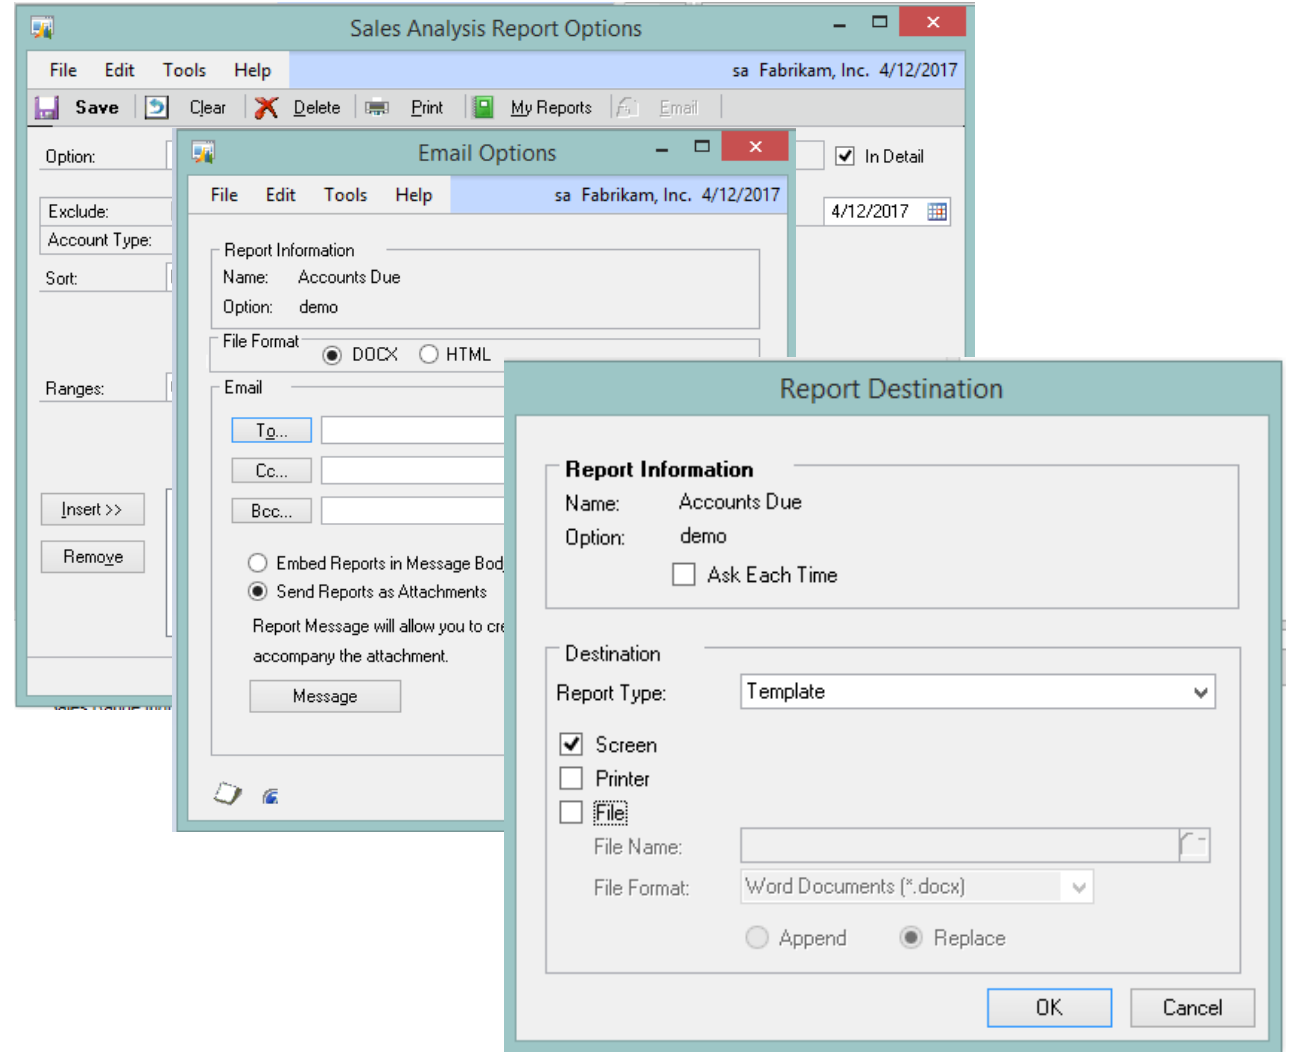 Sales Analysis Report Options
File Edit Tools Help sa Fabrikam, Inc. 4/12/2017
Save Clear Delete Print My Reports Email
Option: In Detail
Exclude: 4/12/2017
Account Type:
Sort:
Ranges:
Insert >>
Remove
Email Options
File Edit Tools Help sa Fabrikam, Inc. 4/12/2017
Report Information
Name: Accounts Due
Option: demo
File Format
DOCX HTML
Email
To...
Cc...
Bcc...
Embed Reports in Message Bod
Send Reports as Attachments
Report Message will allow you to cre
accompany the attachment.
Message
Report Destination
Report Information
Name: Accounts Due
Option: demo
Ask Each Time
Destination
Report Type: Template
Screen
Printer
File
File Name:
File Format: Word Documents (*.docx)
Append Replace
OK Cancel